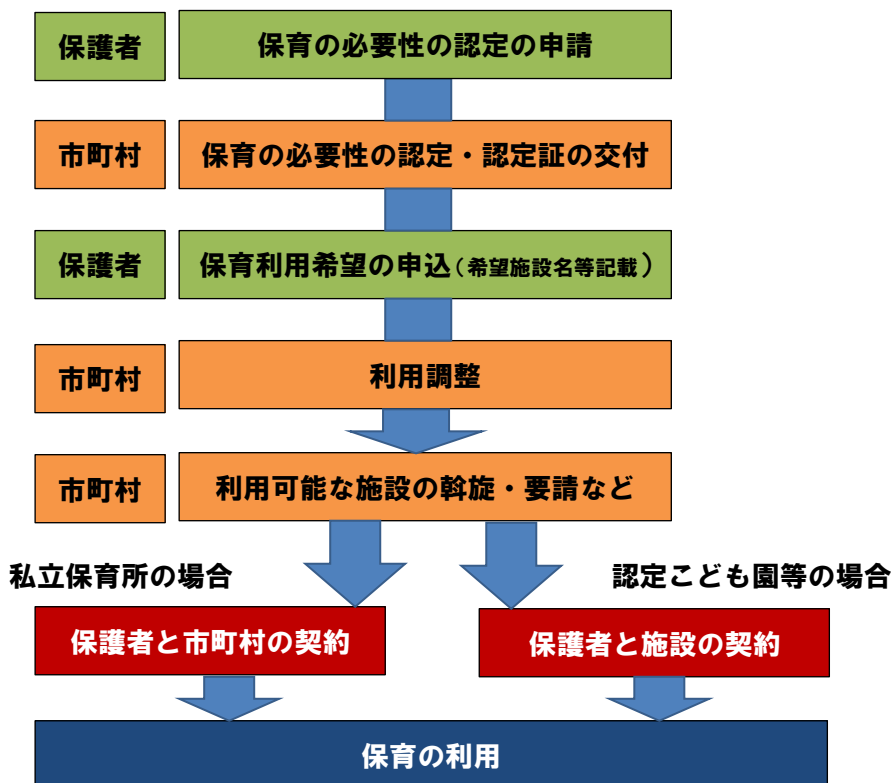 保護者
保育の必要性の認定の申請
市町村
保育の必要性の認定・認定証の交付
保護者
保育利用希望の申込(希望施設名等記載)
市町村
利用調整
市町村
利用可能な施設の斡旋・要請など
私立保育所の場合
認定こども園等の場合
保護者と市町村の契約
保護者と施設の契約
保育の利用